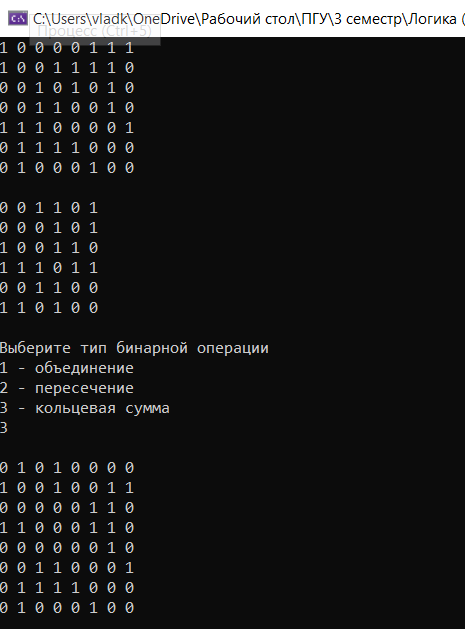 C:\Users\vladk\OneDrive\Рабочий стол\ПГУ\3 семестр\Логика (
Процесс (Ctrl+5)
1 0 0 0 0 1 1 1
1 0 0 1 1 1 1 0
0 0 1 0 1 0 1 0
0 0 1 1 0 0 1 0
1 1 1 0 0 0 0 1
0 1 1 1 1 0 0 0
0 1 0 0 0 1 0 0
0 0 1 1 0 1
0 0 0 1 0 1
1 0 0 1 1 0
1 1 1 0 1 1
0 0 1 1 0 0
1 1 0 1 0 0
Выберите тип бинарной операции
1 - объединение
2 - пересечение
3 - кольцевая сумма
3
0 1 0 1 0 0 0 0
1 0 0 1 0 0 1 1
0 0 0 0 0 1 1 0
1 1 0 0 0 1 1 0
0 0 0 0 0 0 1 0
0 0 1 1 0 0 0 1
0 1 1 1 1 0 0 0
0 1 0 0 0 1 0 0